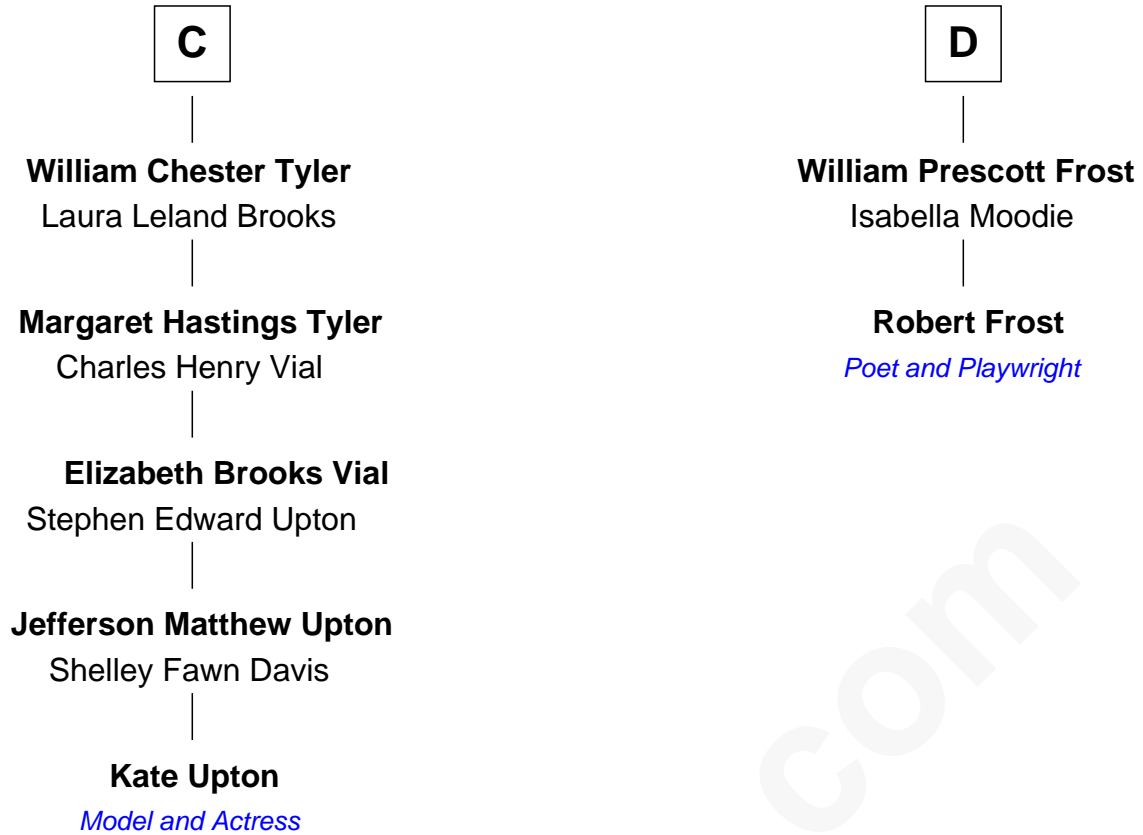 C
William Chester Tyler
Laura Leland Brooks
Margaret Hastings Tyler
Charles Henry Vial
Elizabeth Brooks Vial
Stephen Edward Upton
Jefferson Matthew Upton
Shelley Fawn Davis
Kate Upton
Model and Actress
D
William Prescott Frost
Isabella Moodie
Robert Frost
Poet and Playwright
com